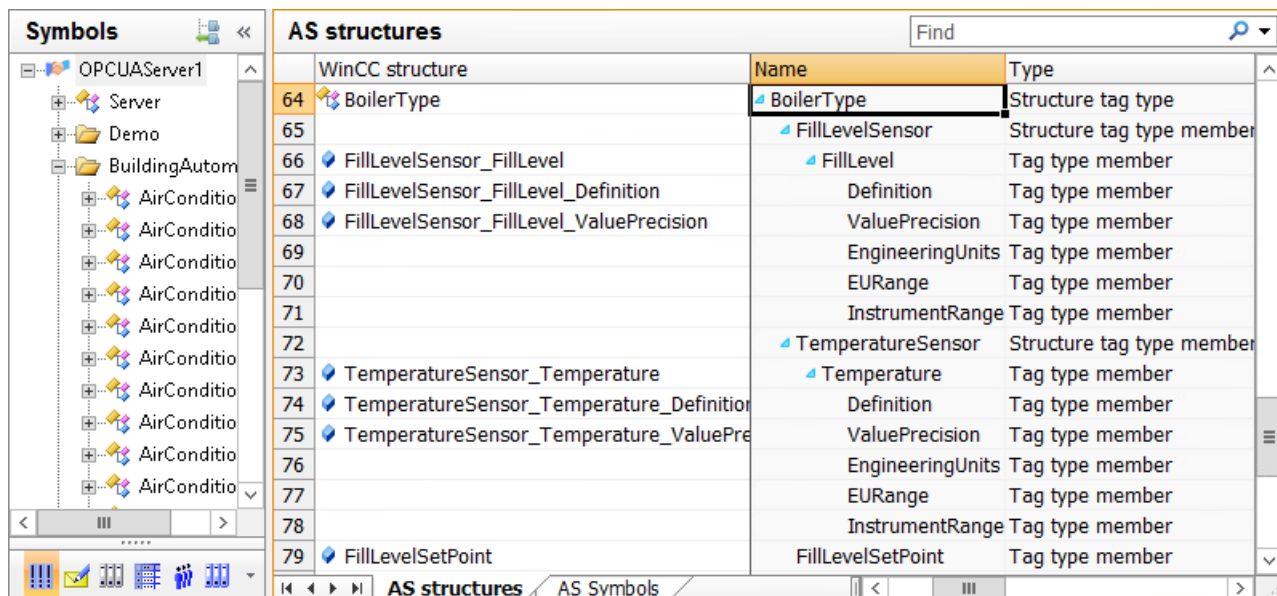 Symbols
OPCUAServer1
Server
Demo
BuildingAutom
AirConditio
AirConditio
AirConditio
AirConditio
AirConditio
AirConditio
AirConditio
AirConditio
AirConditio
AirConditio
AS structures Find
WinCC structure Name Type
64 BoilerType BoilerType Structure tag type
65 FillLevelSensor Structure tag type member
66 FillLevelSensor_FillLevel FillLevel Tag type member
67 FillLevelSensor_FillLevel_Definition Definition Tag type member
68 FillLevelSensor_FillLevel_ValuePrecision ValuePrecision Tag type member
69 EngineeringUnits Tag type member
70 EURange Tag type member
71 InstrumentRange Tag type member
72 TemperatureSensor Structure tag type member
73 TemperatureSensor_Temperature Temperature Tag type member
74 TemperatureSensor_Temperature_Definition Definition Tag type member
75 TemperatureSensor_Temperature_ValuePre ValuePrecision Tag type member
76 EngineeringUnits Tag type member
77 EURange Tag type member
78 InstrumentRange Tag type member
79 FillLevelSetPoint FillLevelSetPoint Tag type member
AS structures AS Symbols